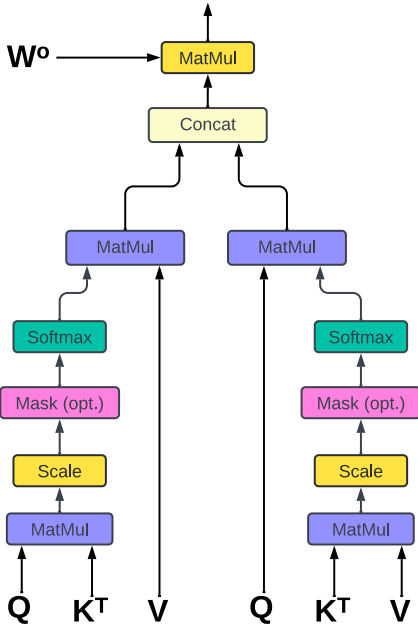 Wᵒ MatMul
Concat
MatMul MatMul
Softmax Softmax
Mask (opt.) Mask (opt.)
Scale Scale
MatMul MatMul
Q Kᵀ V Q Kᵀ V